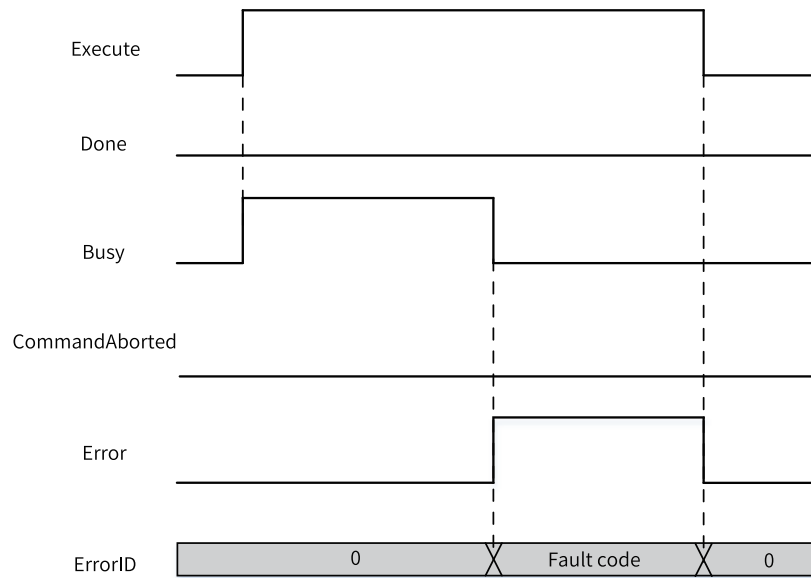 Execute
Done
Busy
CommandAborted
Error
ErrorID 0 Fault code 0